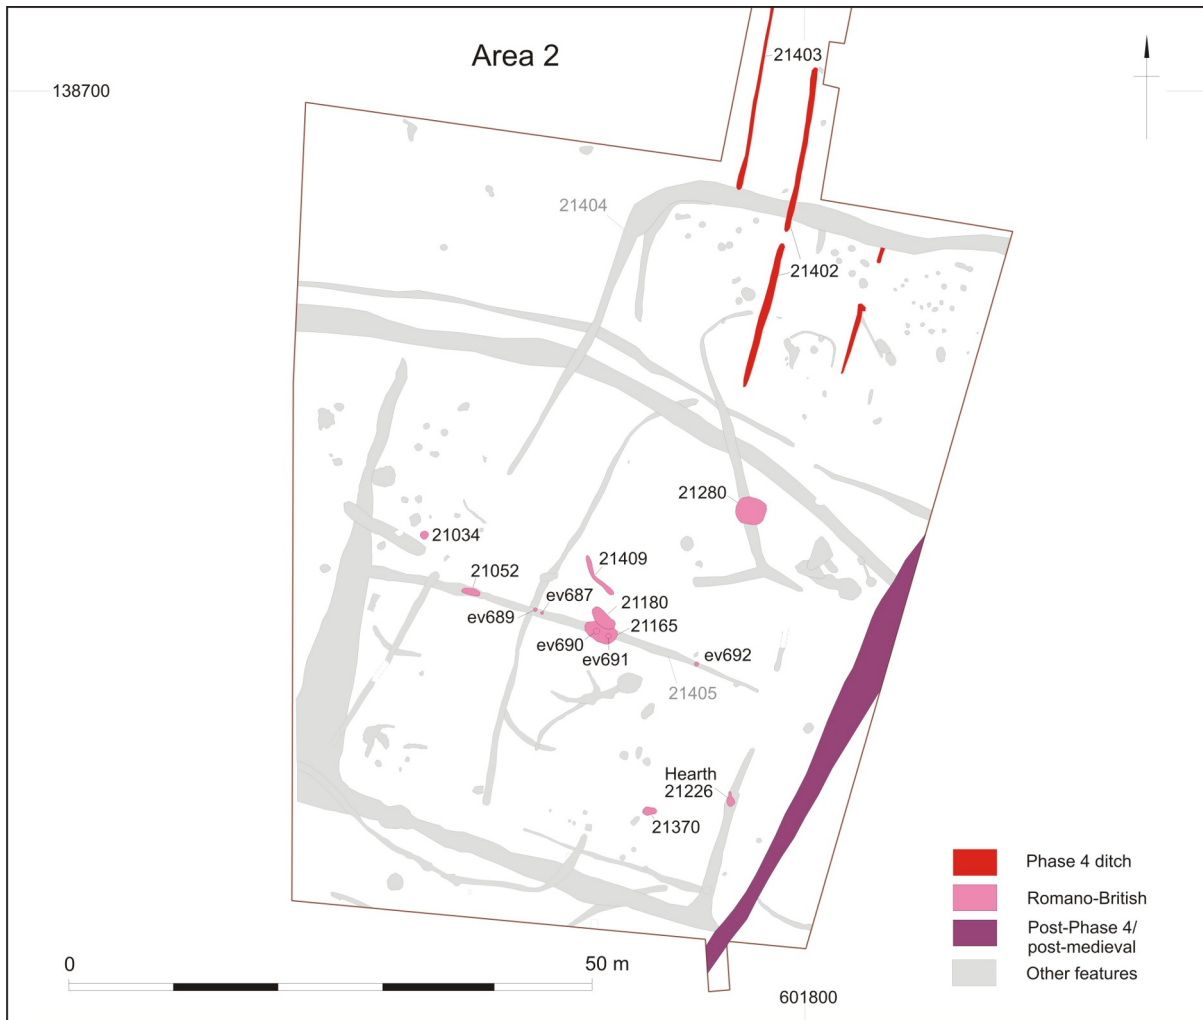 Area 2
21403
138700
21404
21402
21280
21034
21409
21052
ev687
21180
ev689
21165
ev690
ev691
ev692
21405
Hearth
21226
21370
Phase 4 ditch
Romano-British
Post-Phase 4/
post-medieval
Other features
0
50 m
601800